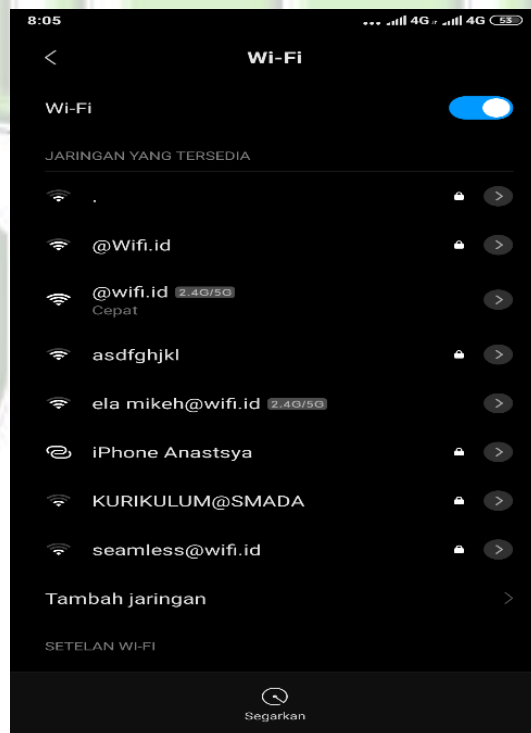 8:05 4G 4G 53
Wi-Fi
Wi-Fi
JARINGAN YANG TERSEDIA
.
@Wifi.id
@wifi.id 2.4G/5G
Cepat
asdfghjkl
ela mikeh@wifi.id 2.4G/5G
iPhone Anastsya
KURIKULUM@SMADA
seamless@wifi.id
Tambah jaringan
SETELAN WI-FI
Segarkan